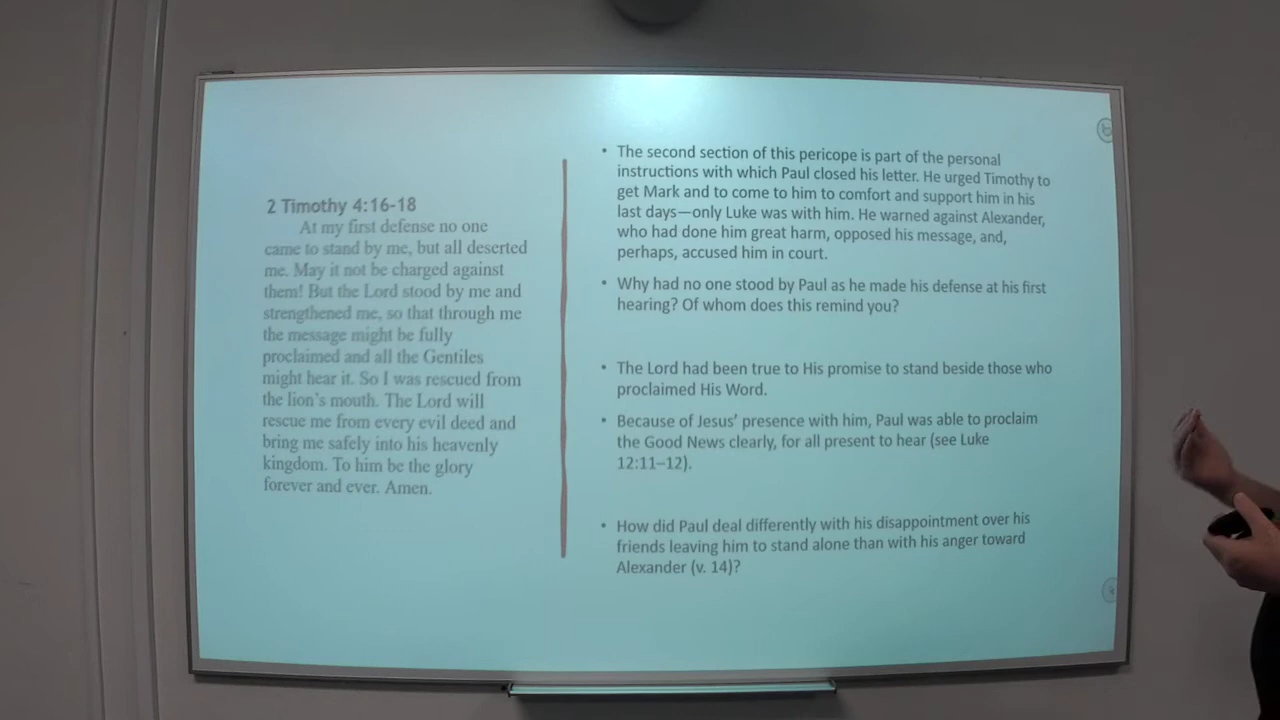 2 Timothy 4:16-18
At my first defense no one
came to stand by me, but all deserted
me. May it not be charged against
them! But the Lord stood by me and
strengthened me, so that through me
the message might be fully
proclaimed and all the Gentiles
might hear it. So I was rescued from
the lion's mouth. The Lord will
rescue me from every evil deed and
bring me safely into his heavenly
kingdom. To him be the glory
forever and ever. Amen.
• The second section of this pericope is part of the personal
instructions with which Paul closed his letter. He urged Timothy to
get Mark and to come to him to comfort and support him in his
last days—only Luke was with him. He warned against Alexander,
who had done him great harm, opposed his message, and,
perhaps, accused him in court.
• Why had no one stood by Paul as he made his defense at his first
hearing? Of whom does this remind you?
• The Lord had been true to His promise to stand beside those who
proclaimed His Word.
• Because of Jesus' presence with him, Paul was able to proclaim
the Good News clearly, for all present to hear (see Luke
12:11–12).
• How did Paul deal differently with his disappointment over his
friends leaving him to stand alone than with his anger toward
Alexander (v. 14)?